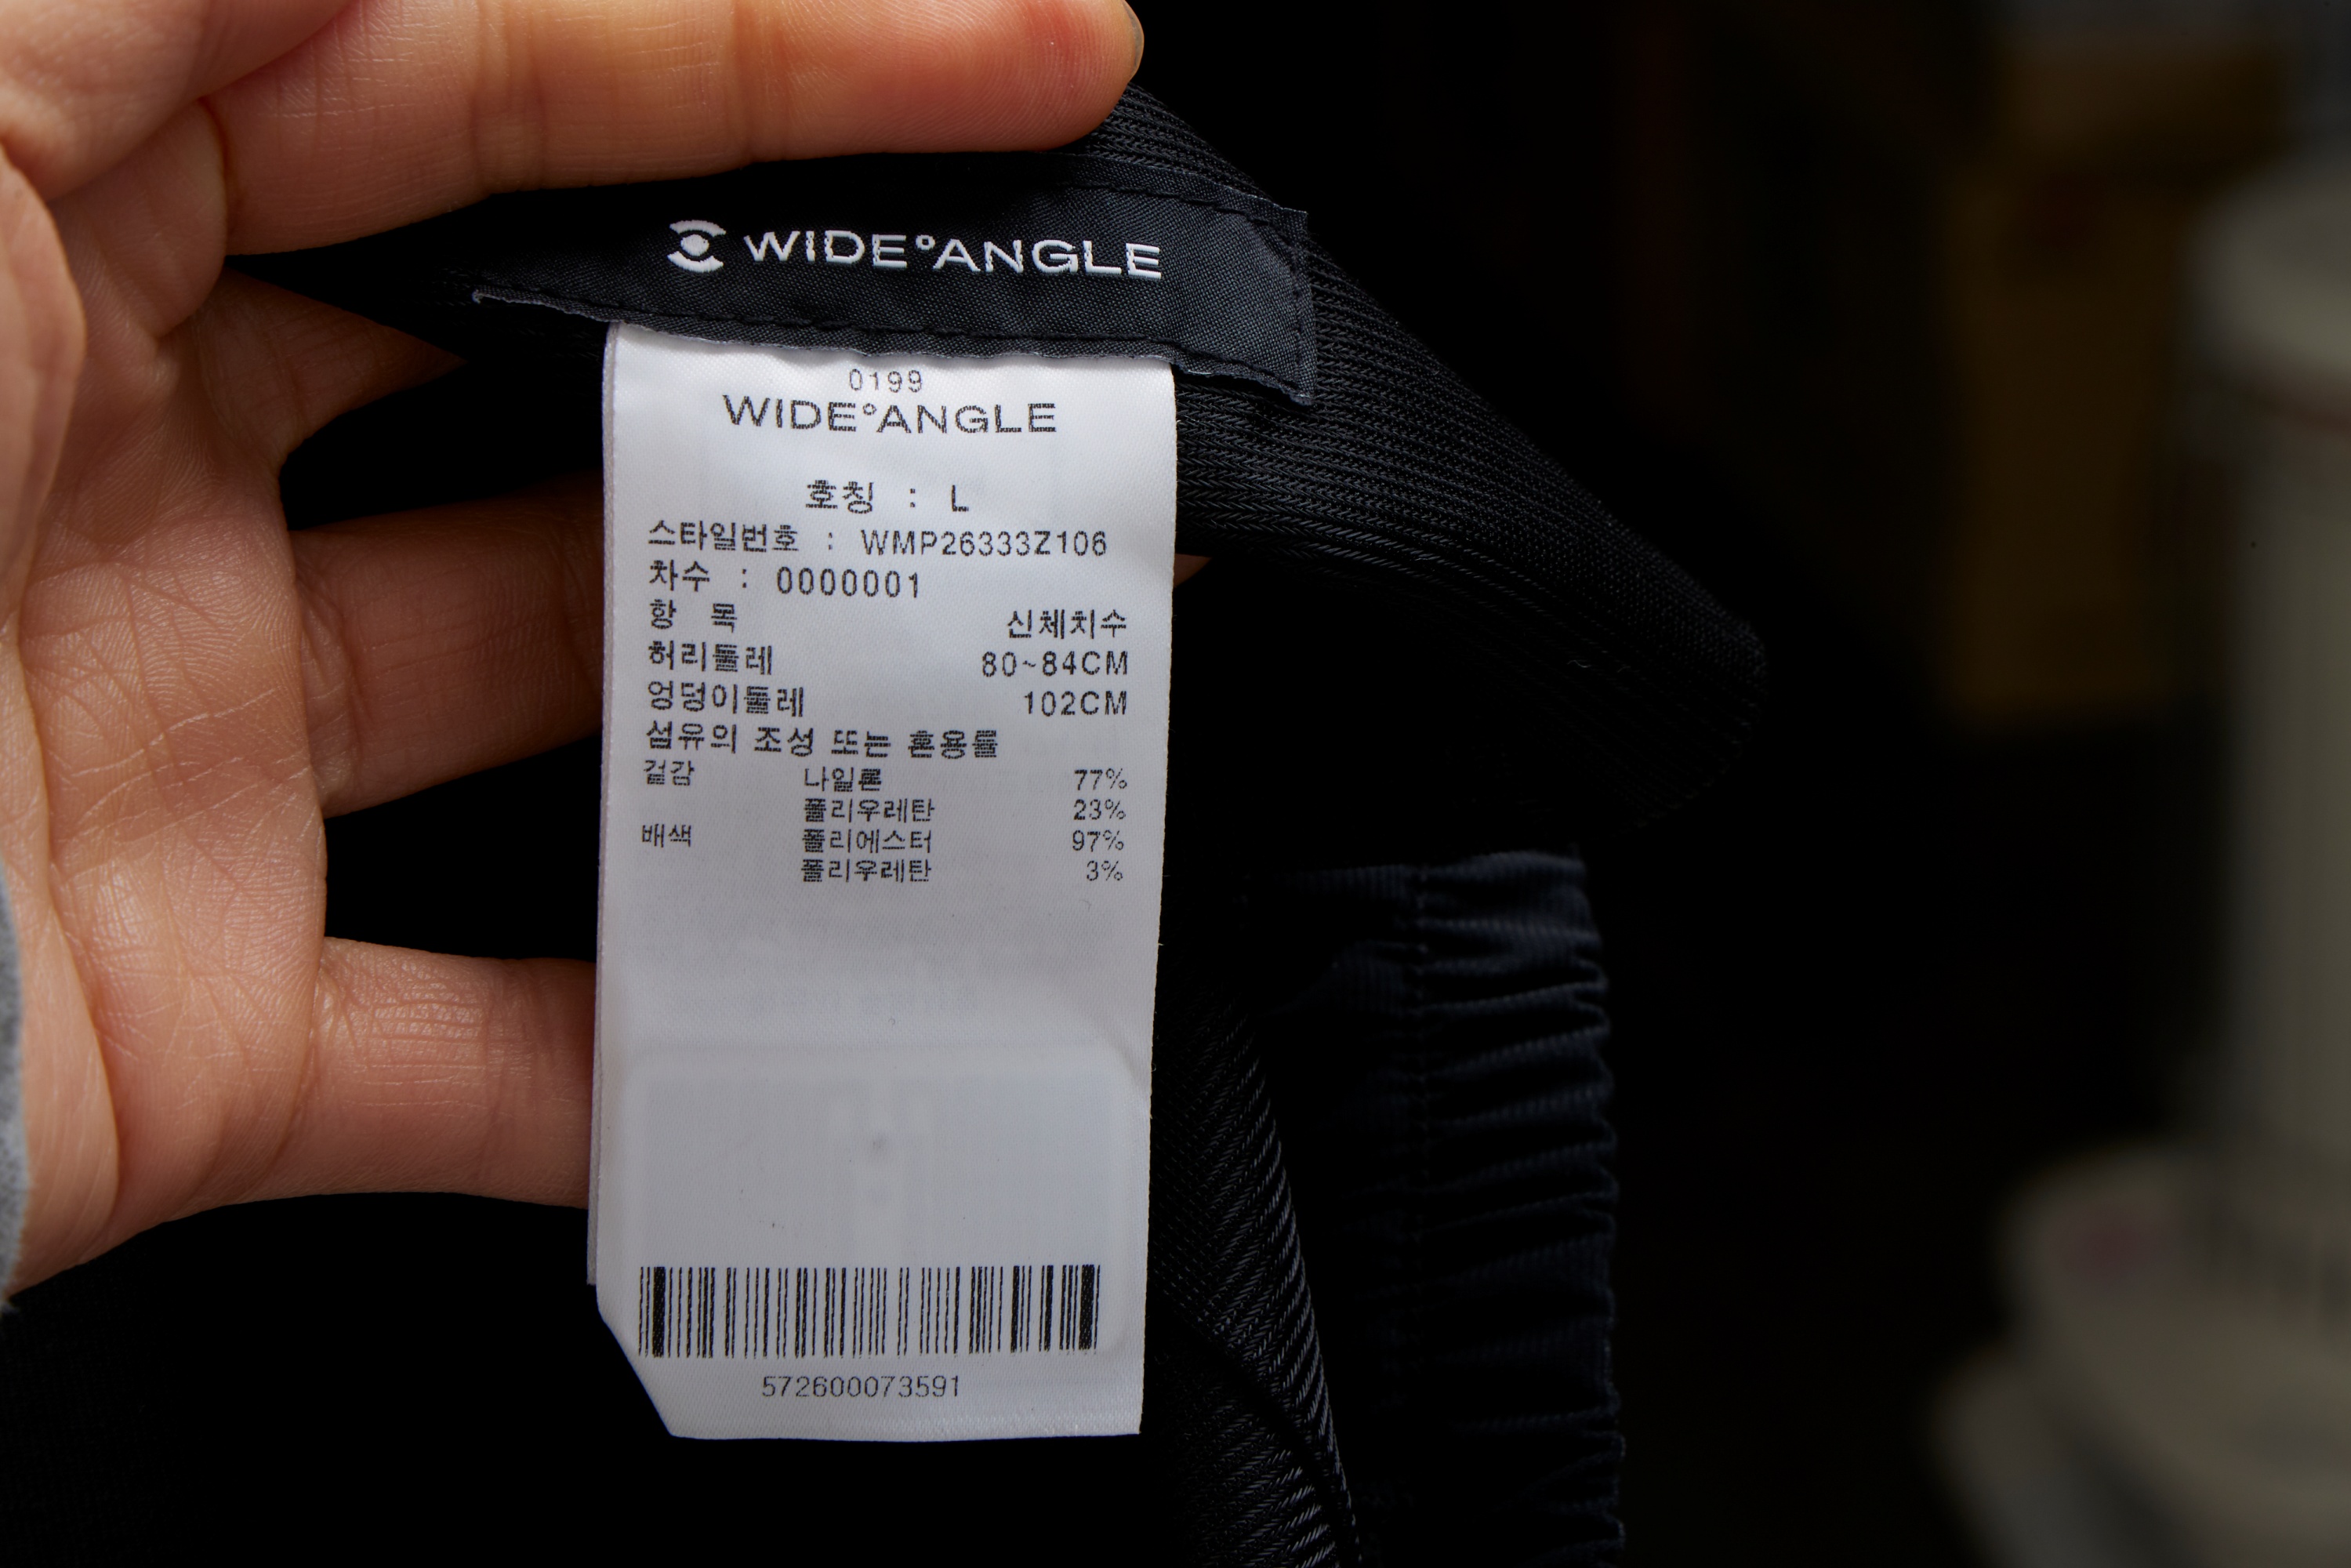 WIDE°ANGLE
0199
WIDE°ANGLE
호칭 : L
스타일번호 : WMP26333Z106
차수 : 0000001
항 목 신체치수
허리둘레 80~84CM
엉덩이둘레 102CM
섬유의 조성 또는 혼용률
겉감 나일론 77%
폴리우레탄 23%
배색 폴리에스터 97%
폴리우레탄 3%
572600073591